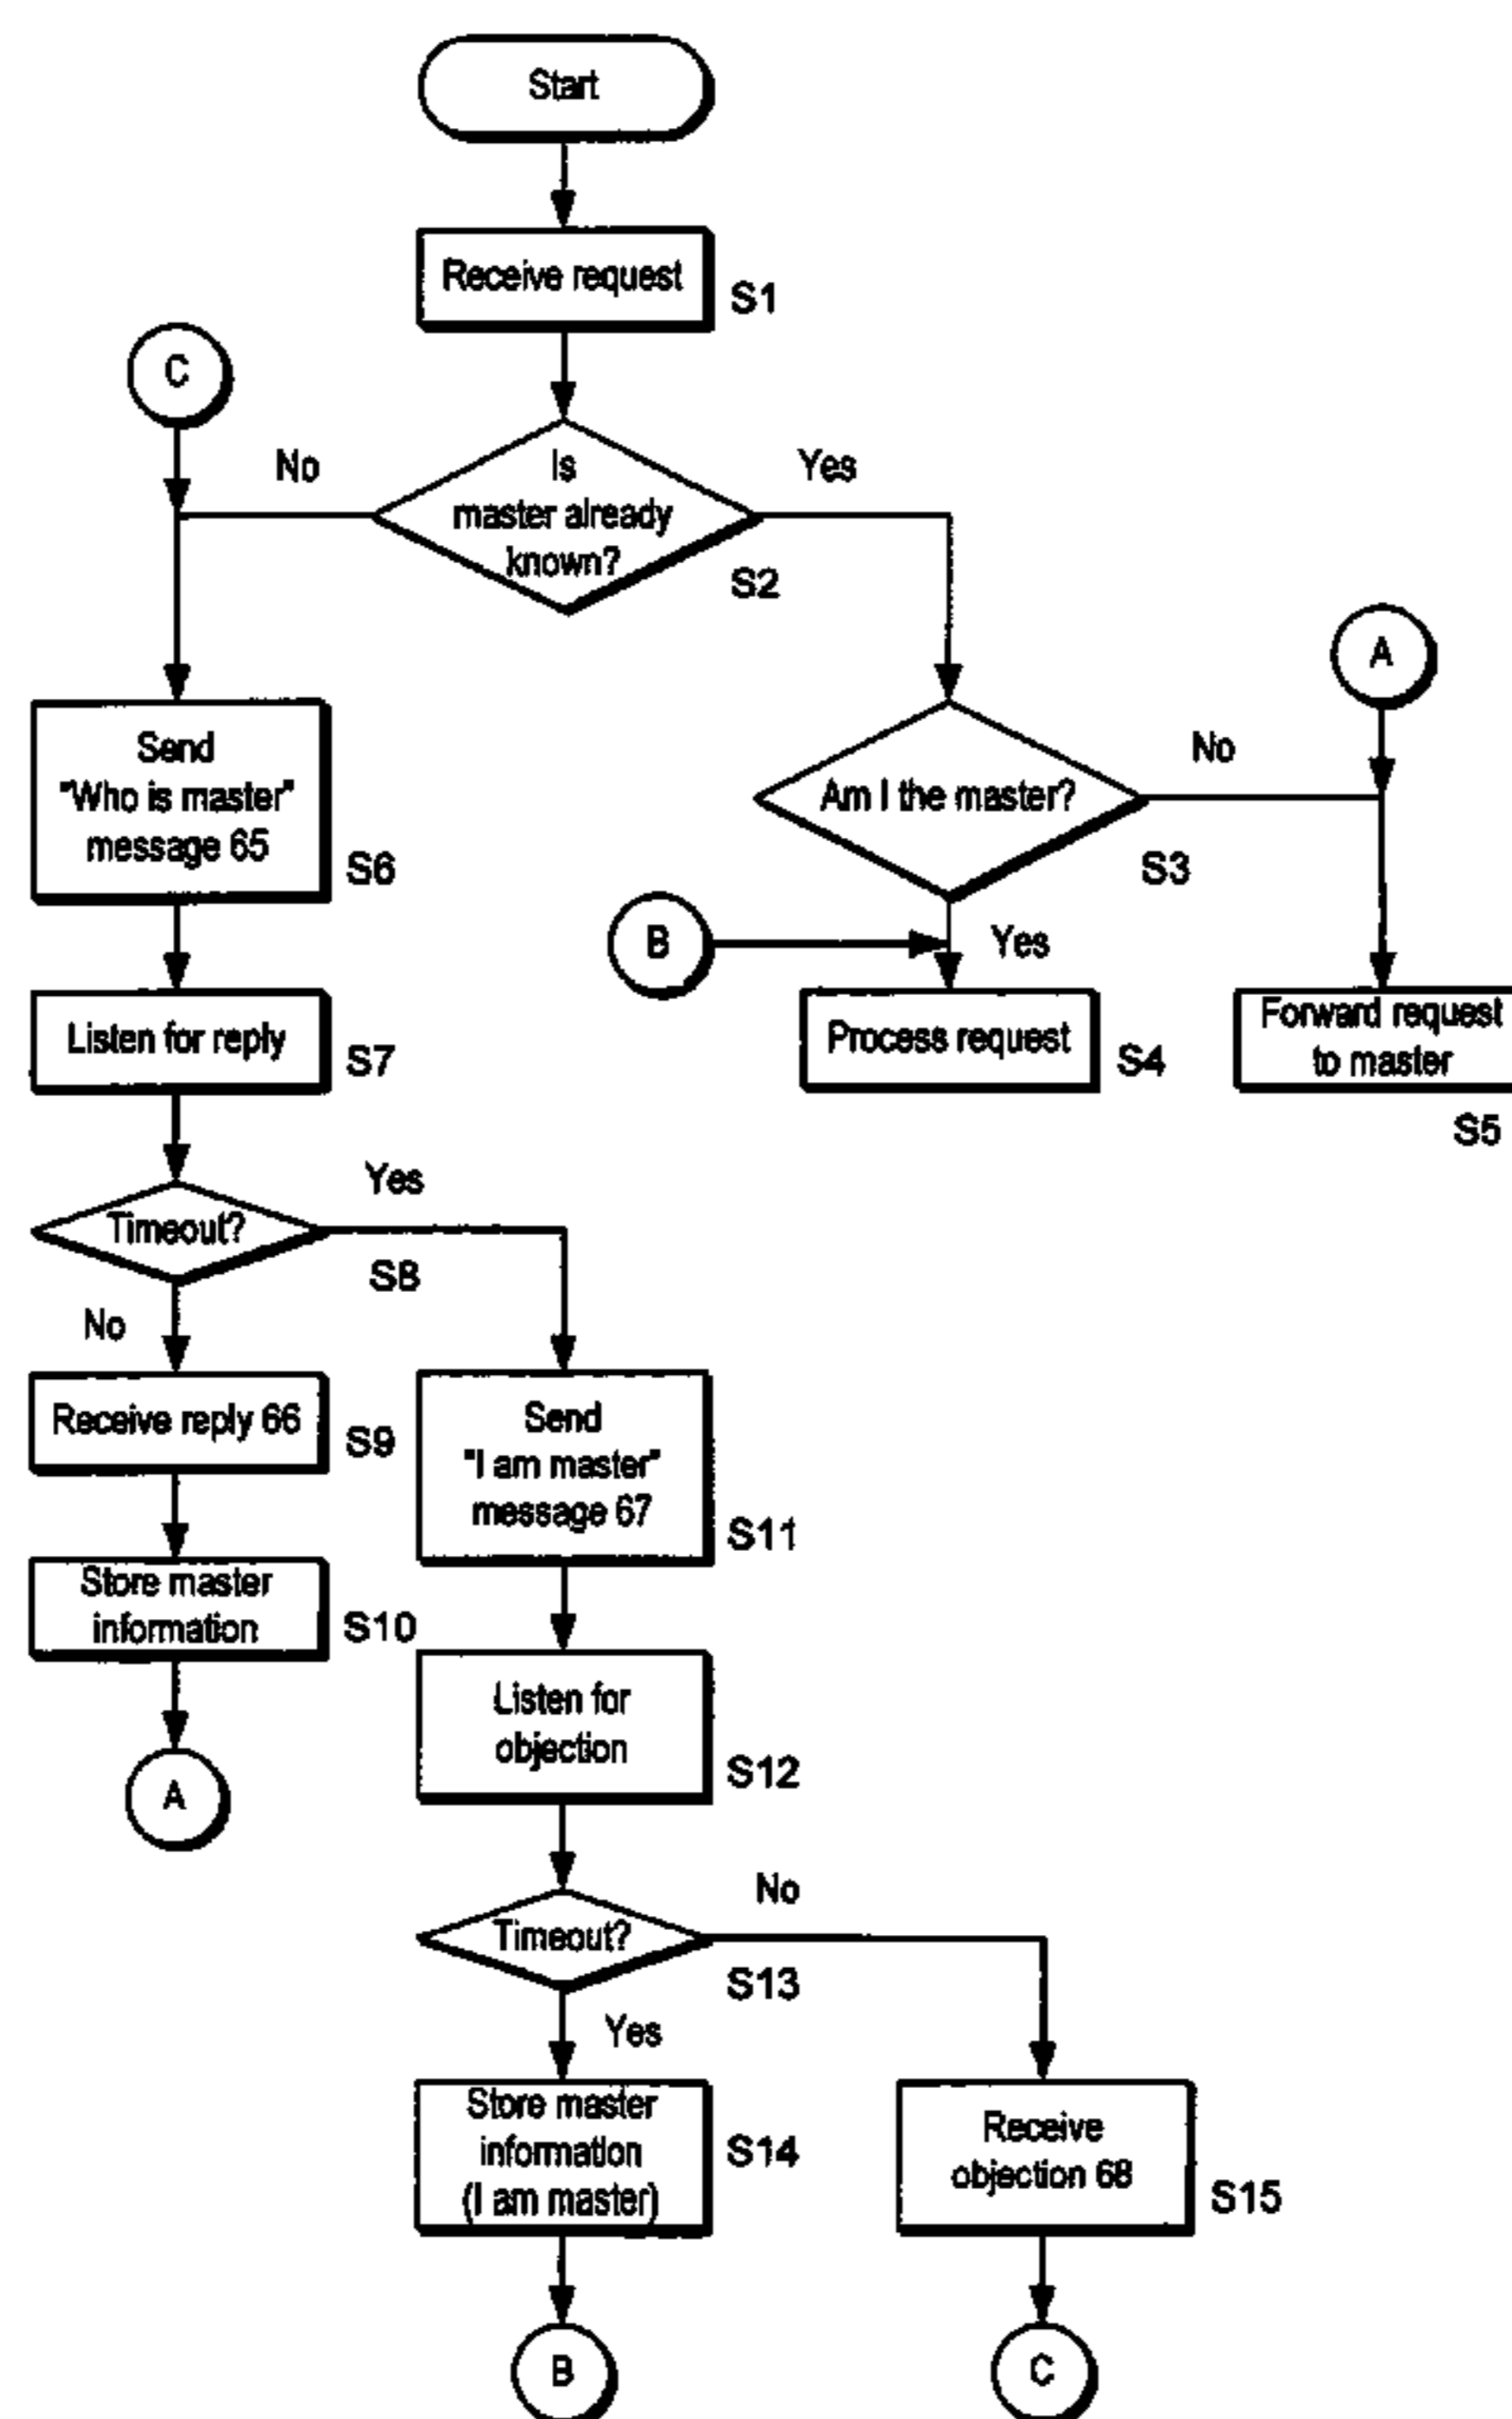 Start
Receive request
S1
C
No
Is
master already
known?
Yes
S2
A
Send
"Who is master"
message 65
S6
Am I the master?
No
S3
B
Yes
Listen for reply
S7
Process request
S4
Forward request
to master
S5
Timeout?
Yes
S8
No
Receive reply 66
S9
Send
"I am master"
message 67
S11
Store master
information
S10
Listen for
objection
S12
A
Timeout?
No
S13
Yes
Store master
information
(I am master)
S14
Receive
objection 68
S15
B
C